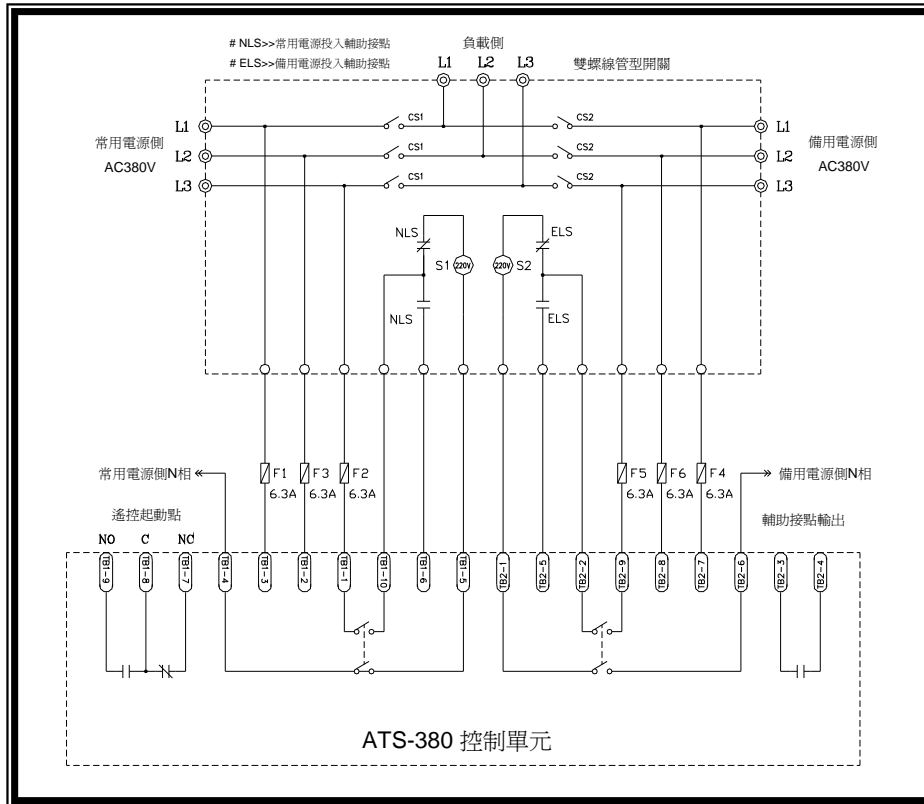 # NLS>>常用電源投入輔助接點
# ELS>>備用電源投入輔助接點
負載側
L1 L2 L3
雙螺線管型開關
常用電源側
AC380V
L1 CS1 CS2 L1
L2 CS1 CS2 L2
L3 CS1 CS2 L3
備用電源側
AC380V
NLS ELS
S1 220V 220V S2
NLS ELS
常用電源側N相
F1 F3 F2 F5 F6 F4
6.3A 6.3A 6.3A 6.3A 6.3A 6.3A
備用電源側N相
遙控起動點
輔助接點輸出
NO C NC
TB1-9 TB1-8 TB1-7 TB1-4 TB1-3 TB1-2 TB1-1 TB1-10 TB1-6 TB1-5 TB2-1 TB2-5 TB2-2 TB2-9 TB2-8 TB2-7 TB2-6 TB2-3 TB2-4
ATS-380 控制單元